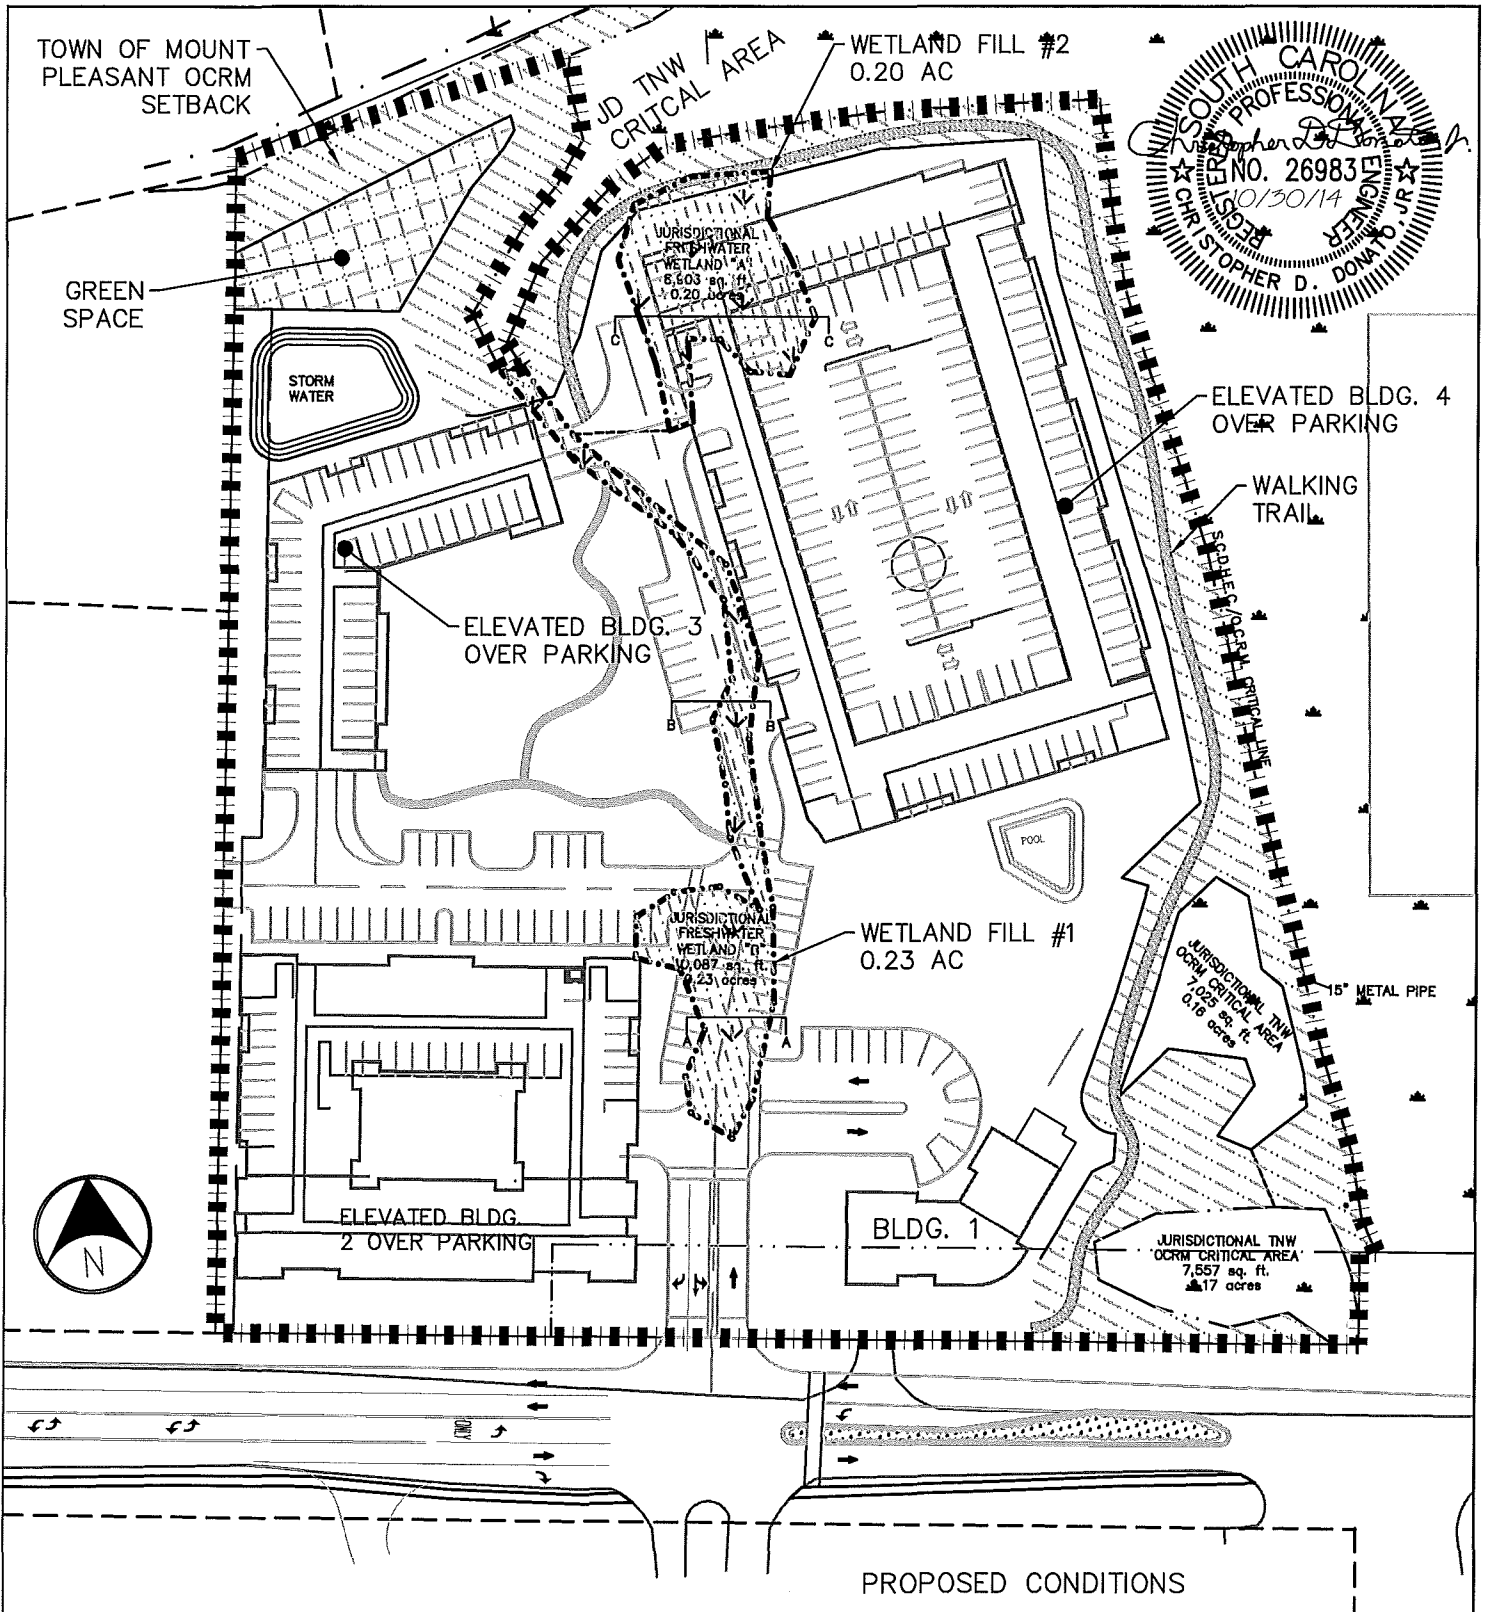 TOWN OF MOUNT
PLEASANT OCRM
SETBACK
JD TNW
CRITCAL AREA
WETLAND FILL #2
0.20 AC
SOUTH CAROLINA
REGISTERED PROFESSIONAL ENGINEER
NO. 26983
10/30/14
CHRISTOPHER D. DONATO, JR.
GREEN
SPACE
JURISDICTIONAL
FRESHWATER
WETLAND "A"
sq. ft.
0.20 acres
C C
STORM
WATER
ELEVATED BLDG. 4
OVER PARKING
WALKING
TRAIL
S.C.D.H.E.C./O.C.R.M. CRITICAL LINE
ELEVATED BLDG. 3
OVER PARKING
B B
POOL
JURISDICTIONAL
FRESHWATER
WETLAND
sq. ft.
0.23 acres
WETLAND FILL #1
0.23 AC
JURISDICTIONAL TNW
OCRM CRITICAL AREA
7,025 sq. ft.
0.16 acres
15" METAL PIPE
A A
ELEVATED BLDG.
2 OVER PARKING
BLDG. 1
JURISDICTIONAL TNW
OCRM CRITICAL AREA
7,557 sq. ft.
acres
N
ONLY
PROPOSED CONDITIONS